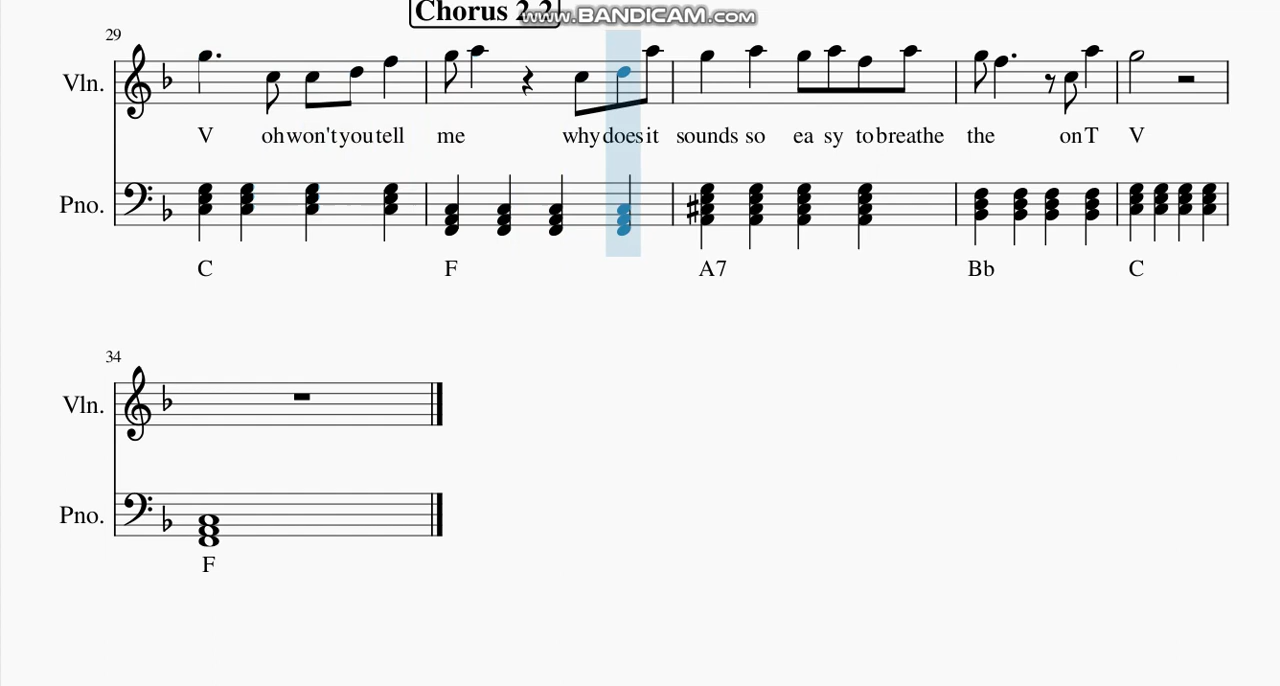 Chorus 2.2
www.BANDICAM.com
29
Vln.
V oh won't you tell me why does it sounds so ea sy to breathe the on T V
Pno.
C F A7 Bb C
34
Vln.
Pno.
F